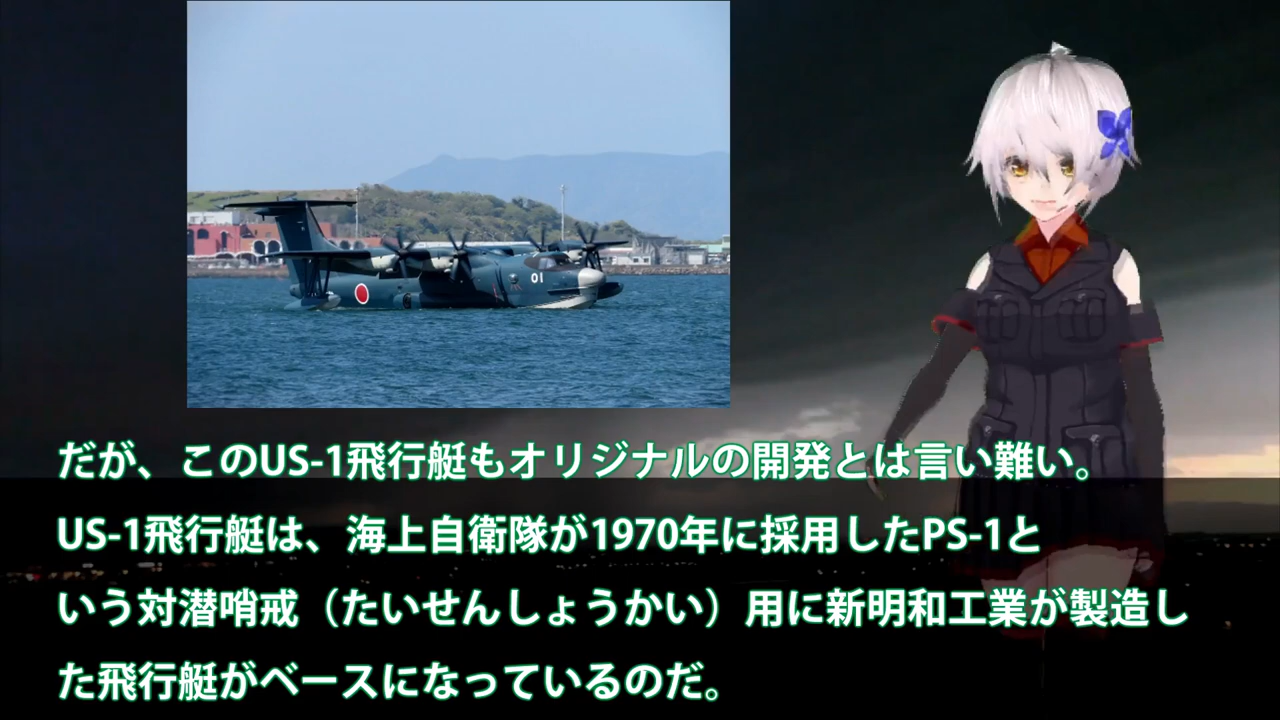 01
だが、このUS-1飛行艇もオリジナルの開発とは言い難い。
US-1飛行艇は、海上自衛隊が1970年に採用したPS-1と
いう対潜哨戒（たいせんしょうかい）用に新明和工業が製造し
た飛行艇がベースになっているのだ。